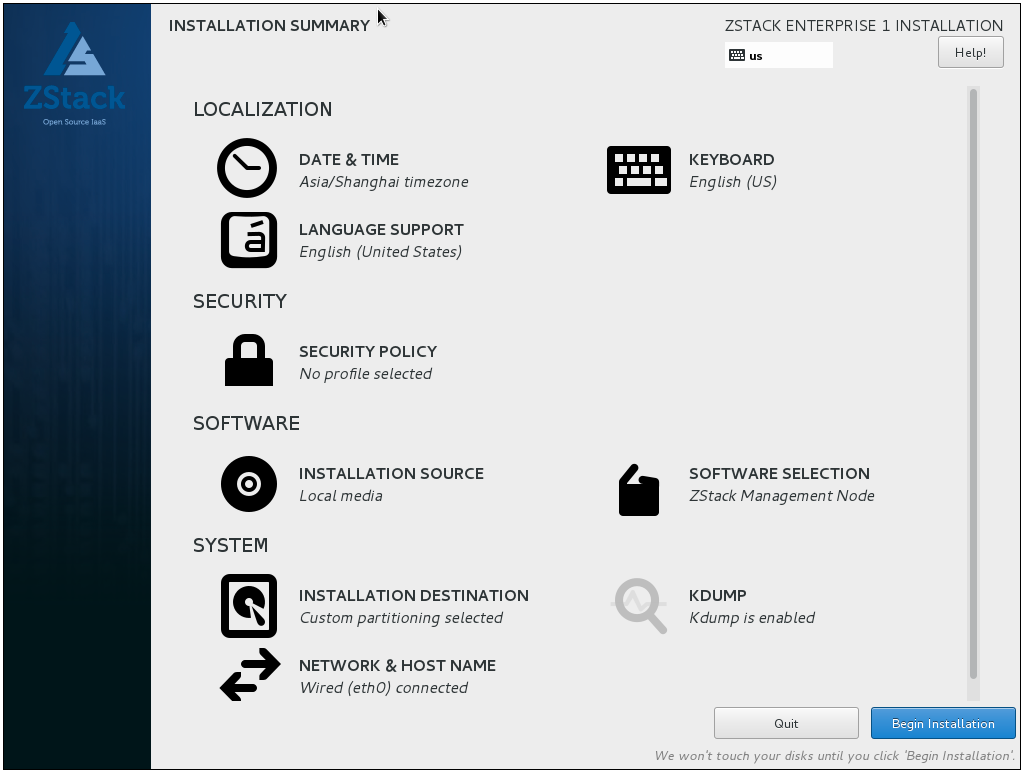 INSTALLATION SUMMARY
ZSTACK ENTERPRISE 1 INSTALLATION
us
Help!
ZStack
Open Source IaaS
LOCALIZATION
DATE & TIME
Asia/Shanghai timezone
KEYBOARD
English (US)
á
LANGUAGE SUPPORT
English (United States)
SECURITY
SECURITY POLICY
No profile selected
SOFTWARE
INSTALLATION SOURCE
Local media
SOFTWARE SELECTION
ZStack Management Node
SYSTEM
INSTALLATION DESTINATION
Custom partitioning selected
KDUMP
Kdump is enabled
NETWORK & HOST NAME
Wired (eth0) connected
Quit
Begin Installation
We won't touch your disks until you click 'Begin Installation'.